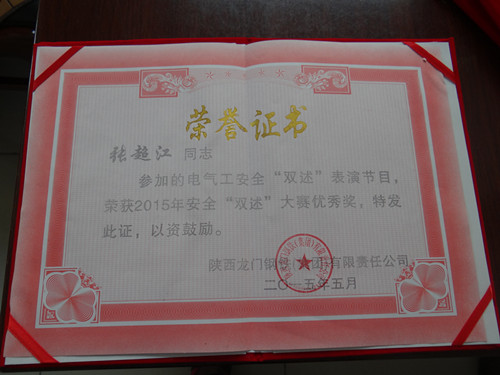 荣誉证书
张超江 同志
参加的电气工安全“双述”表演节目，
荣获2015年安全“双述”大赛优秀奖，特发
此证，以资鼓励。
陕西龙门钢铁(集团)有限责任公司
二〇一五年五月